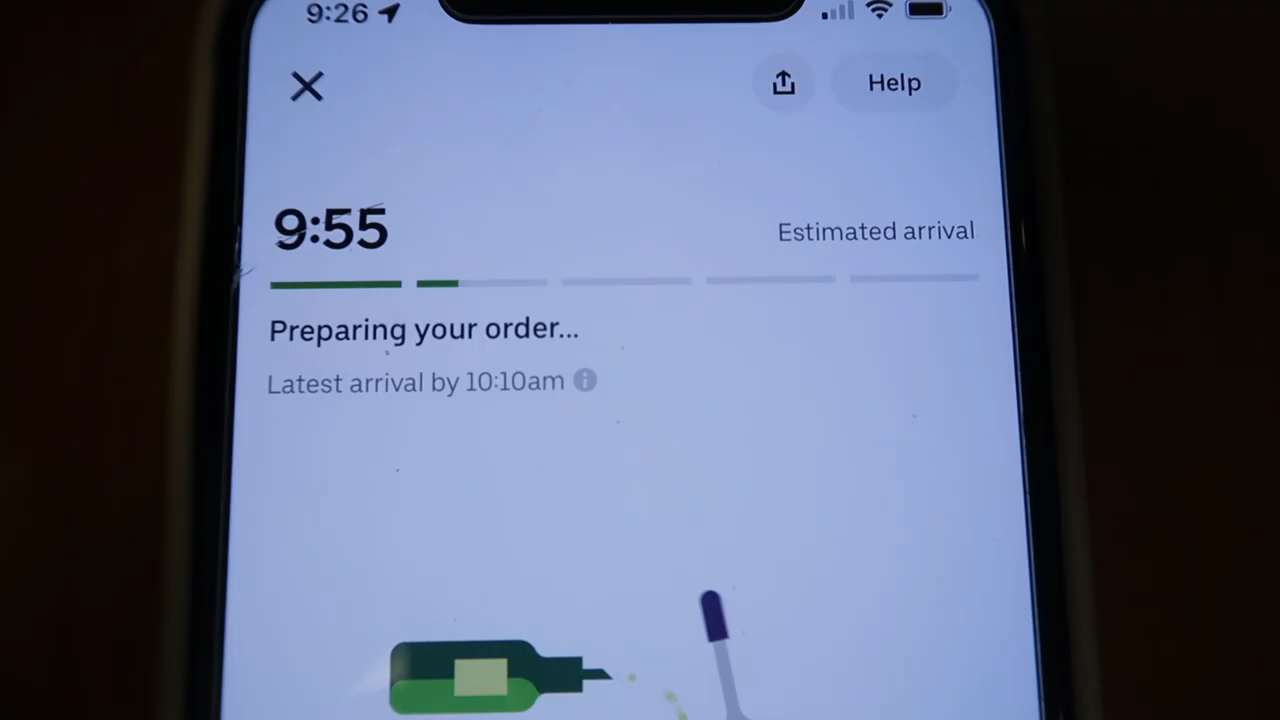 9:26
Help
9:55
Estimated arrival
Preparing your order...
Latest arrival by 10:10am